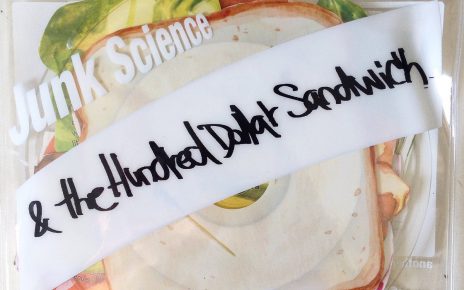 Junk Science
& the Hundred Dollar Sandwich